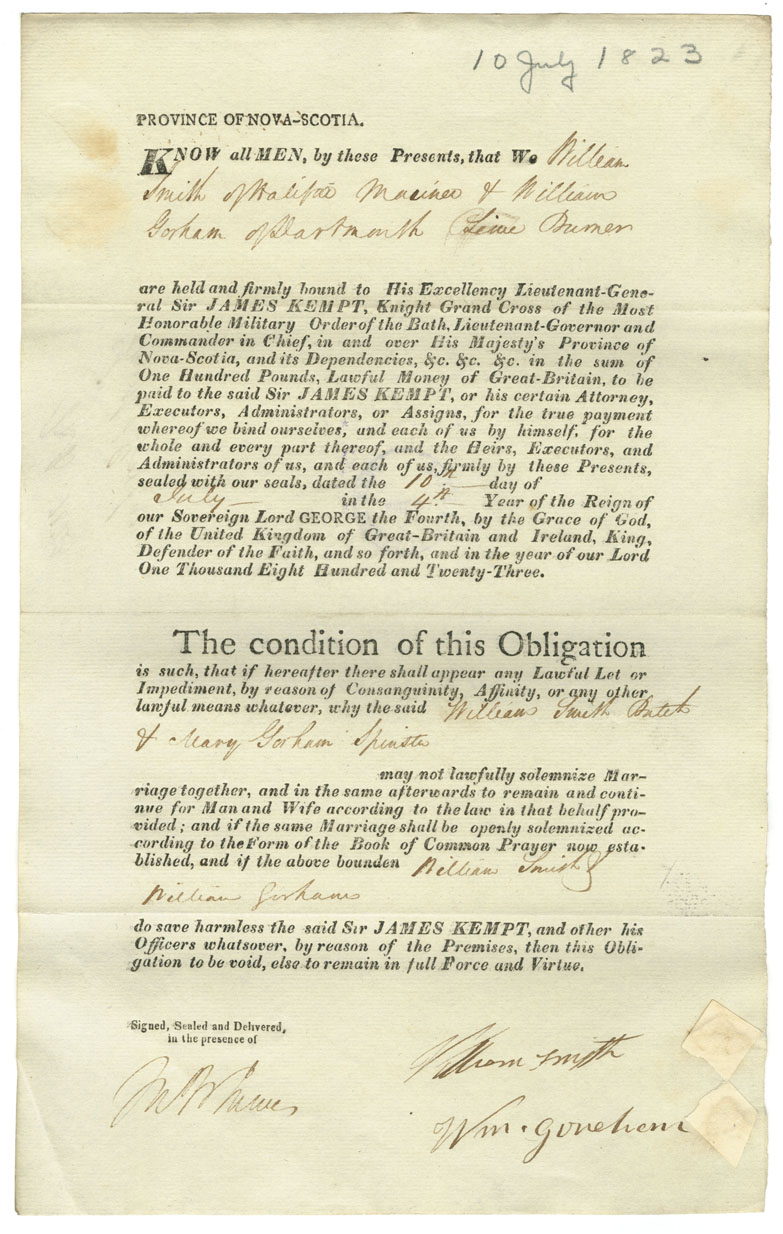 10 July 1823
PROVINCE OF NOVA-SCOTIA.
KNOW all MEN, by these Presents, that We William
Smith of Halifax Mariner & William
Gorham of Dartmouth Lime Burner
are held and firmly bound to His Excellency Lieutenant-Gene-
ral Sir JAMES KEMPT, Knight Grand Cross of the Most
Honorable Military Order of the Bath, Lieutenant-Governor and
Commander in Chief, in and over His Majesty's Province of
Nova-Scotia, and its Dependencies, &c. &c. &c. in the sum of
One Hundred Pounds, Lawful Money of Great-Britain, to be
paid to the said Sir JAMES KEMPT, or his certain Attorney,
Executors, Administrators, or Assigns, for the true payment
whereof we bind ourselves, and each of us by himself, for the
whole and every part thereof, and the Heirs, Executors, and
Administrators of us, and each of us, firmly by these Presents,
sealed with our seals, dated the 10th day of
July in the 4th Year of the Reign of
our Sovereign Lord GEORGE the Fourth, by the Grace of God,
of the United Kingdom of Great-Britain and Ireland, King,
Defender of the Faith, and so forth, and in the year of our Lord
One Thousand Eight Hundred and Twenty-Three.
The condition of this Obligation
is such, that if hereafter there shall appear any Lawful Let or
Impediment, by reason of Consanguinity, Affinity, or any other
lawful means whatever, why the said William Smith Batch
& Mary Gorham Spinster
may not lawfully solemnize Mar-
riage together, and in the same afterwards to remain and conti-
nue for Man and Wife according to the law in that behalf pro-
vided; and if the same Marriage shall be openly solemnized ac-
cording to the Form of the Book of Common Prayer now esta-
blished, and if the above bounden William Smith &
William Gorham
do save harmless the said Sir JAMES KEMPT, and other his
Officers whatsover, by reason of the Premises, then this Obli-
gation to be void, else to remain in full Force and Virtue.
Signed, Sealed and Delivered,
in the presence of
William Smith
Wm. Goreham